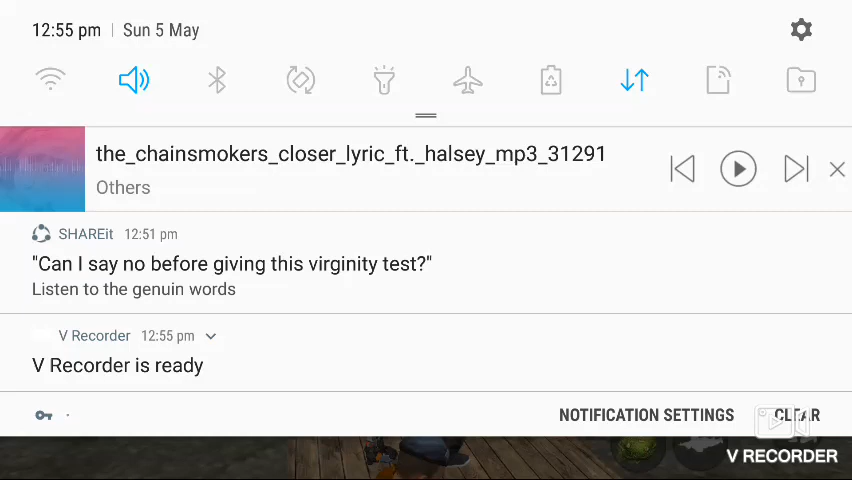 12:55 pm | Sun 5 May
the_chainsmokers_closer_lyric_ft._halsey_mp3_31291
Others
SHAREit 12:51 pm
"Can I say no before giving this virginity test?"
Listen to the genuin words
V Recorder 12:55 pm
V Recorder is ready
NOTIFICATION SETTINGS CLEAR
V RECORDER